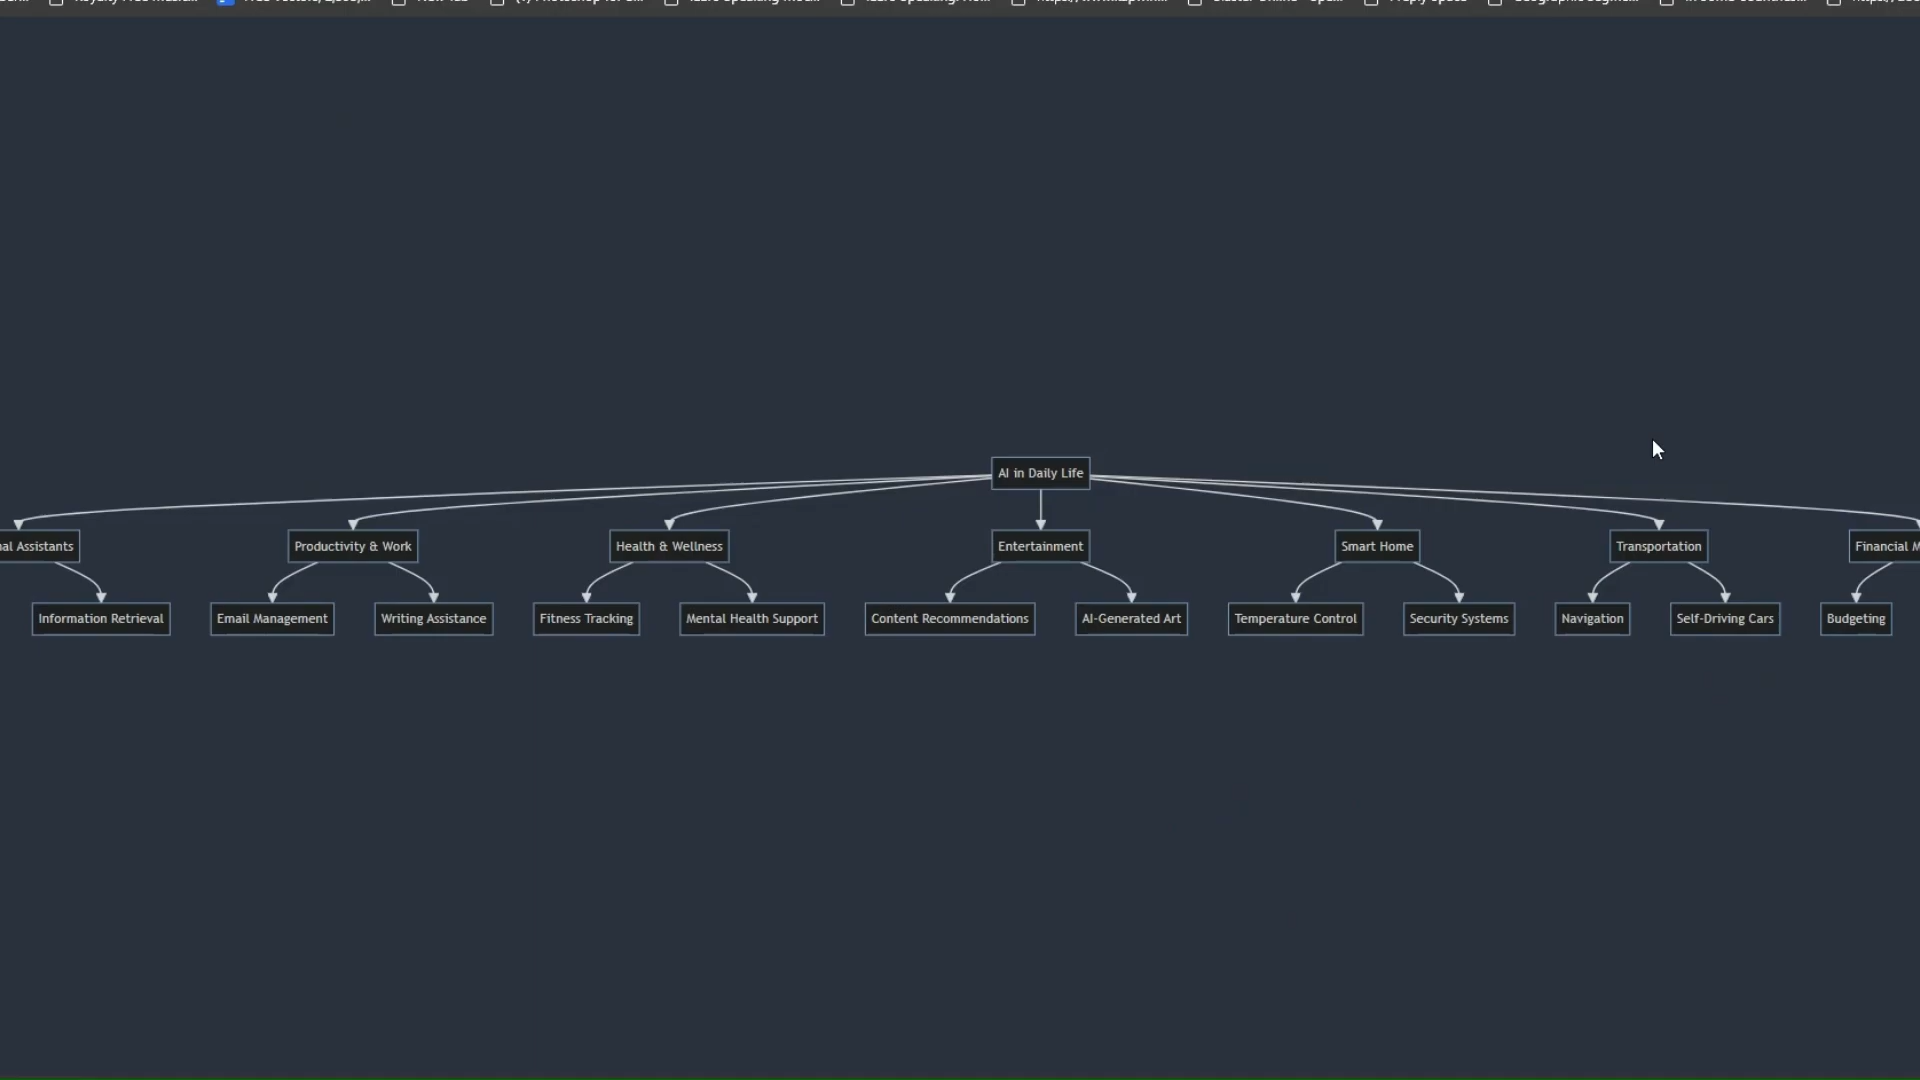 New Tab
AI in Daily Life
Assistants
Productivity & Work
Health & Wellness
Entertainment
Smart Home
Transportation
Financial
Information Retrieval
Email Management
Writing Assistance
Fitness Tracking
Mental Health Support
Content Recommendations
AI-Generated Art
Temperature Control
Security Systems
Navigation
Self-Driving Cars
Budgeting